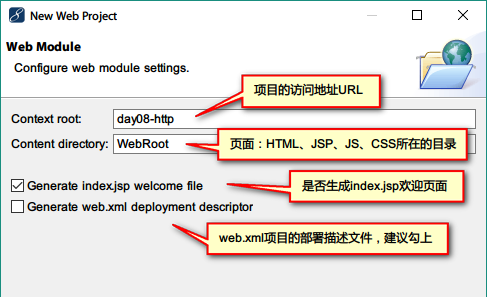 New Web Project
Web Module
Configure web module settings.
项目的访问地址URL
Context root:
day08-http
Content directory:
WebRoot
页面：HTML、JSP、JS、CSS所在的目录
Generate index.jsp welcome file
是否生成index.jsp欢迎页面
Generate web.xml deployment descriptor
web.xml项目的部署描述文件，建议勾上